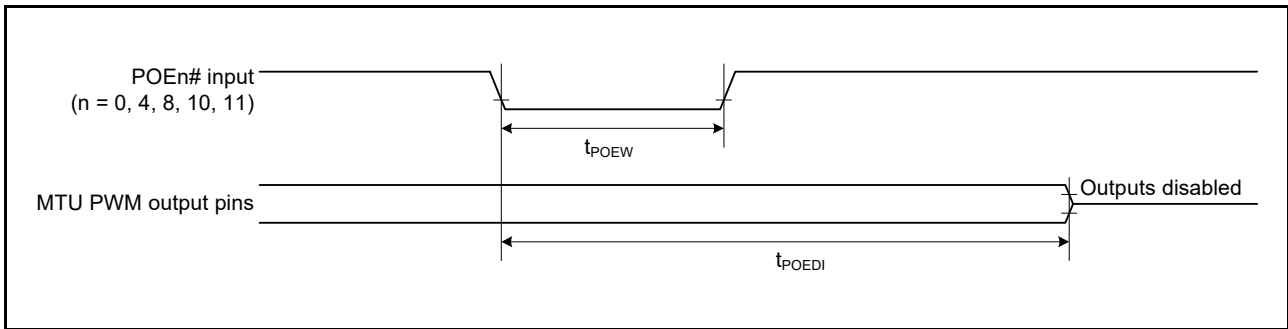 POEn# input
(n = 0, 4, 8, 10, 11)
tPOEW
MTU PWM output pins
Outputs disabled
tPOEDI